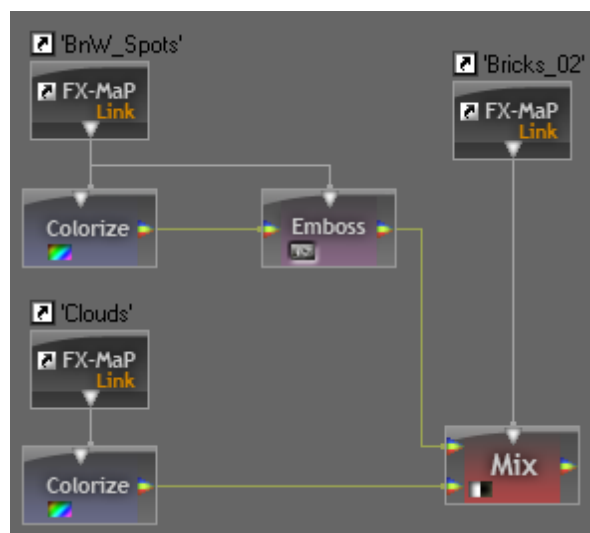 'BnW_Spots'
FX-MaP
Link
'Bricks_02'
FX-MaP
Link
Colorize
Emboss
'Clouds'
FX-MaP
Link
Colorize
Mix